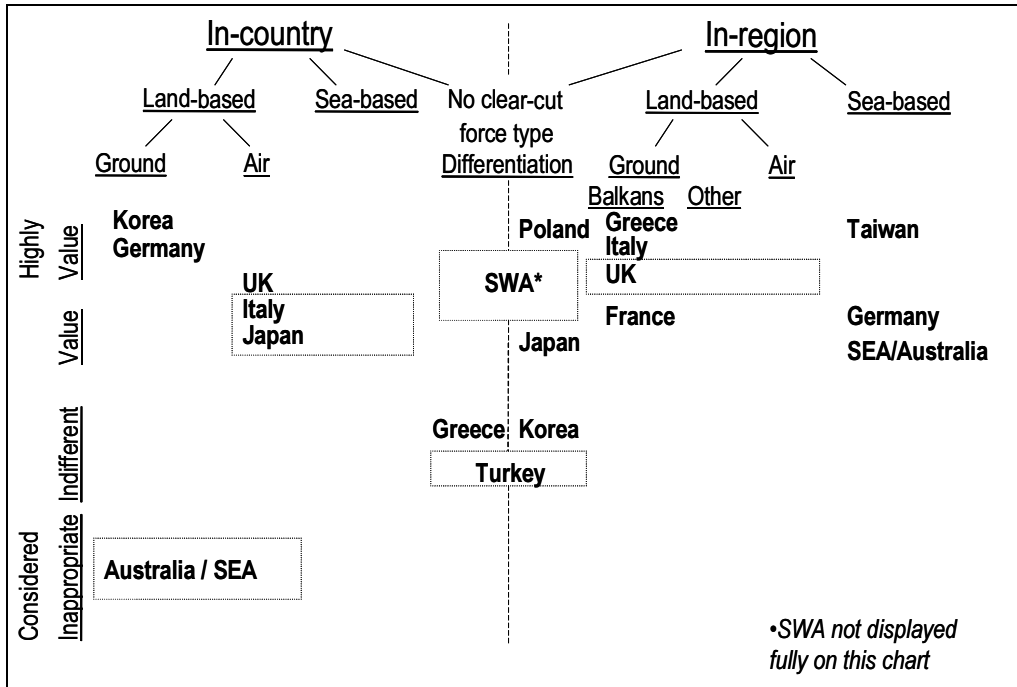 In-country
In-region
Land-based
Sea-based
No clear-cut
force type
Differentiation
Land-based
Sea-based
Ground
Air
Ground
Air
Balkans
Other
Highly
Value
Korea
Germany
Poland
Greece
Italy
Taiwan
UK
SWA*
UK
Value
Italy
Japan
France
Germany
Japan
SEA/Australia
Indifferent
Greece
Korea
Turkey
Considered
Inappropriate
Australia / SEA
•SWA not displayed
fully on this chart